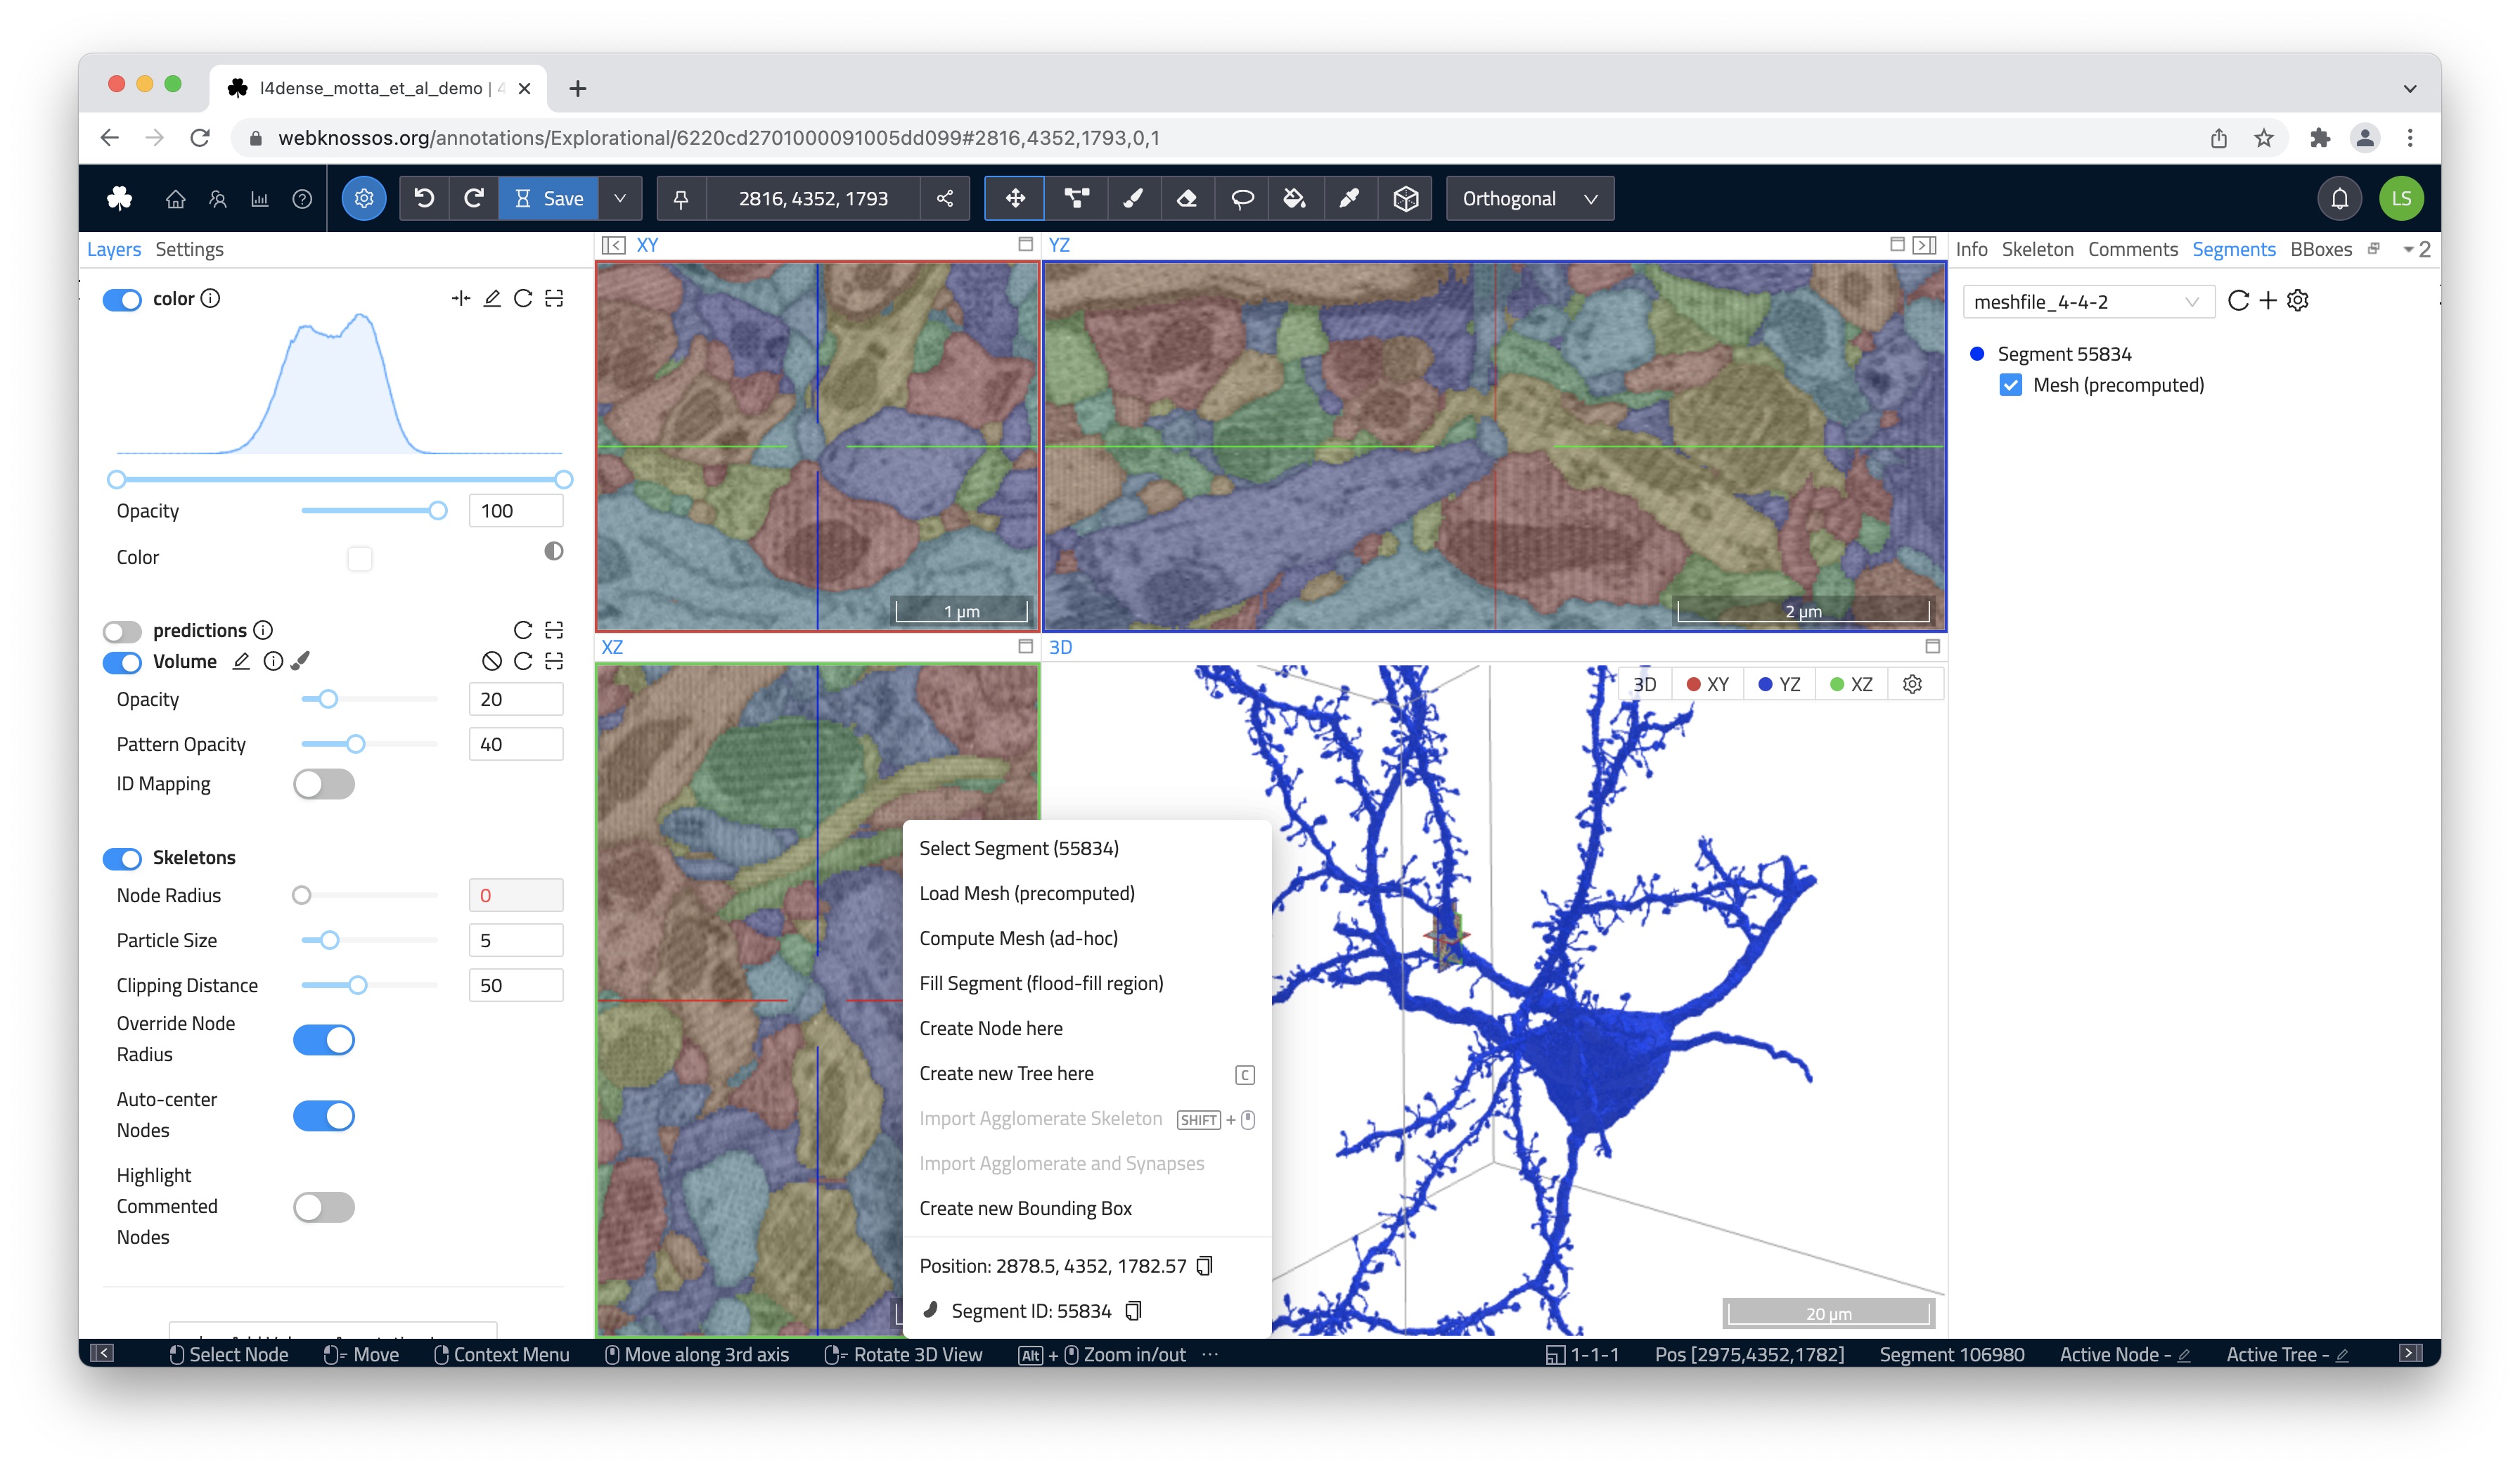 l4dense_motta_et_al_demo | 4
webknossos.org/annotations/Explorational/6220cd2701000091005dd099#2816,4352,1793,0,1
Save
2816, 4352, 1793
Orthogonal
LS
Layers Settings
color
Opacity 100
Color
predictions
Volume
Opacity 20
Pattern Opacity 40
ID Mapping
Skeletons
Node Radius 0
Particle Size 5
Clipping Distance 50
Override Node
Radius
Auto-center
Nodes
Highlight
Commented
Nodes
XY
1 µm
YZ
2 µm
XZ
3D
3D XY YZ XZ
20 µm
Select Segment (55834)
Load Mesh (precomputed)
Compute Mesh (ad-hoc)
Fill Segment (flood-fill region)
Create Node here
Create new Tree here C
Import Agglomerate Skeleton SHIFT +
Import Agglomerate and Synapses
Create new Bounding Box
Position: 2878.5, 4352, 1782.57
Segment ID: 55834
Info Skeleton Comments Segments BBoxes 2
meshfile_4-4-2
Segment 55834
Mesh (precomputed)
Select Node Move Context Menu Move along 3rd axis Rotate 3D View Alt + Zoom in/out ··· 1-1-1 Pos [2975,4352,1782] Segment 106980 Active Node - Active Tree -